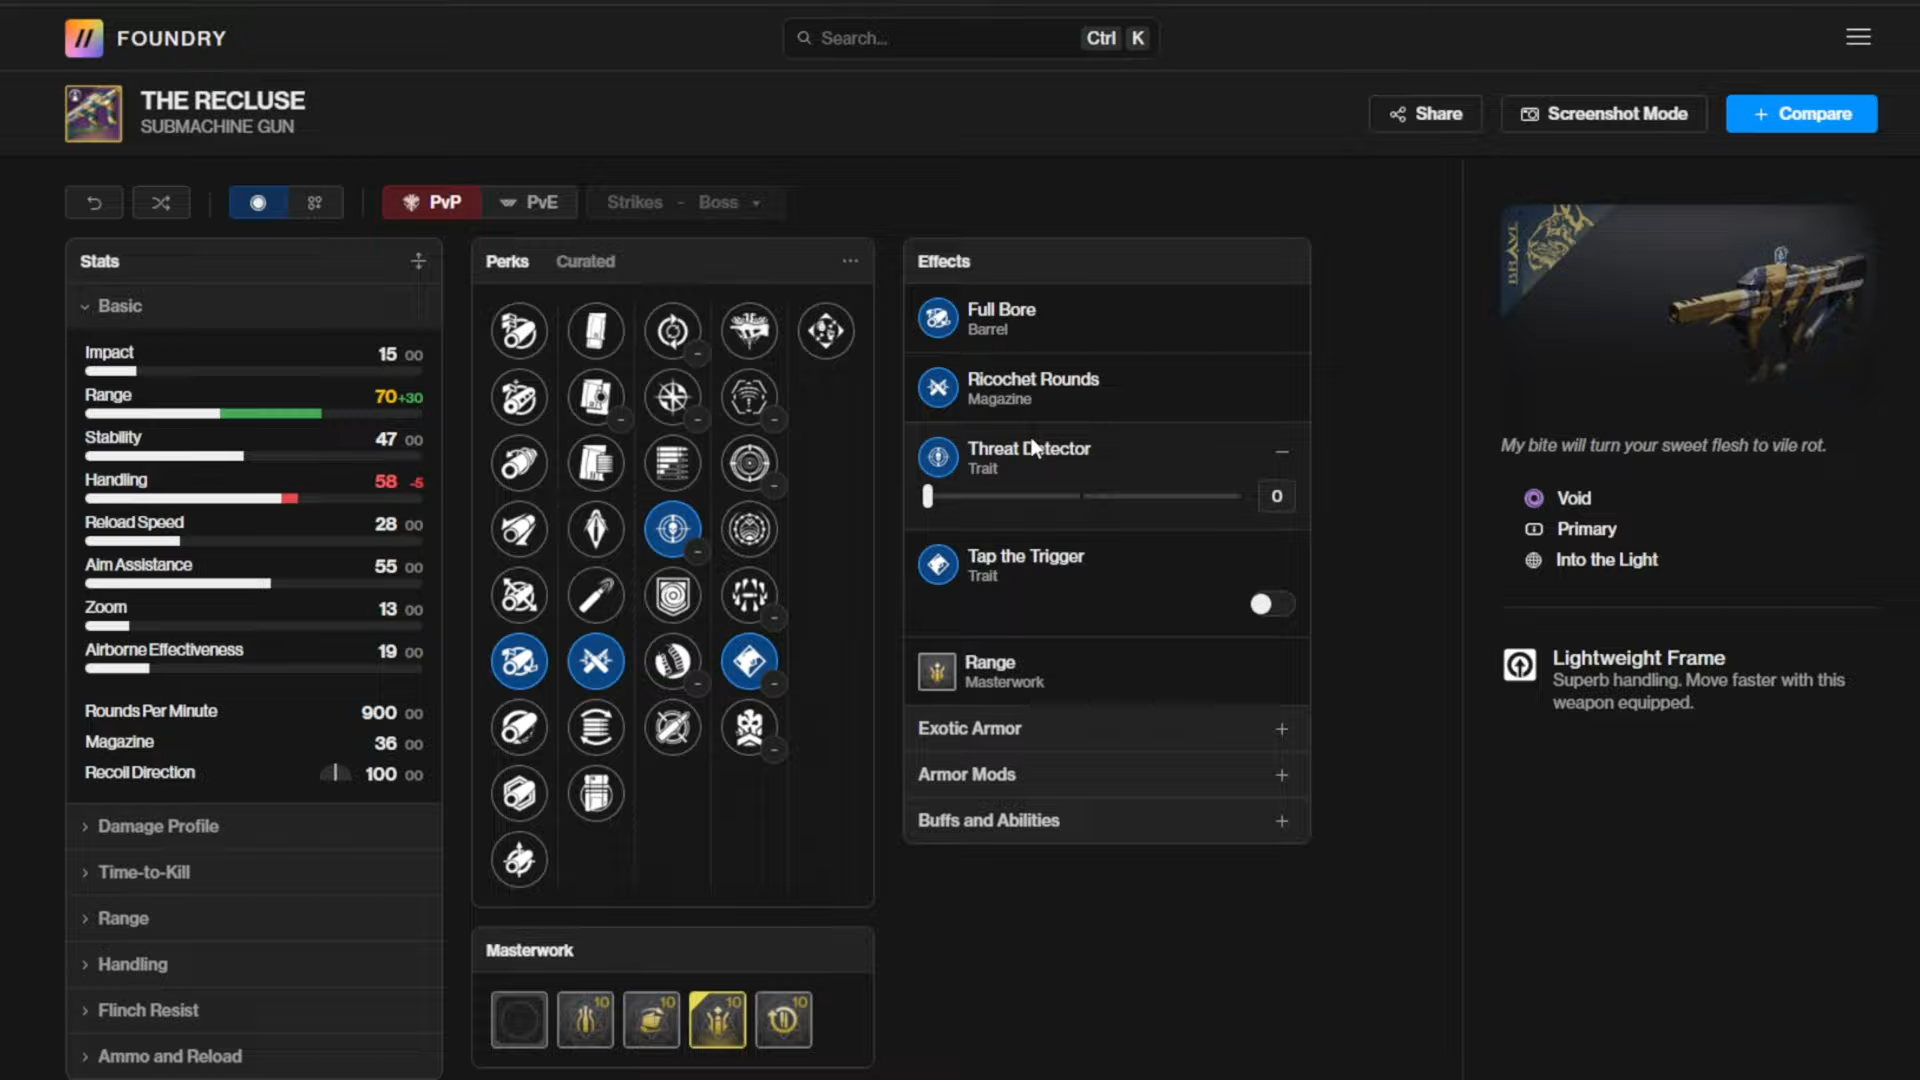 FOUNDRY
Search...
Ctrl K
THE RECLUSE
SUBMACHINE GUN
Share
Screenshot Mode
+ Compare
PvP
PvE
Strikes - Boss
Stats
Basic
Impact 15 00
Range 70 +30
Stability 47 00
Handling 58 -5
Reload Speed 28 00
Aim Assistance 55 00
Zoom 13 00
Airborne Effectiveness 19 00
Rounds Per Minute 900 00
Magazine 36 00
Recoil Direction 100 00
Damage Profile
Time-to-Kill
Range
Handling
Flinch Resist
Ammo and Reload
Perks
Curated
Masterwork
10
10
10
10
Effects
Full Bore
Barrel
Ricochet Rounds
Magazine
Threat Detector
Trait
0
Tap the Trigger
Trait
Range
Masterwork
Exotic Armor +
Armor Mods +
Buffs and Abilities +
BRAVE
My bite will turn your sweet flesh to vile rot.
Void
Primary
Into the Light
Lightweight Frame
Superb handling. Move faster with this
weapon equipped.